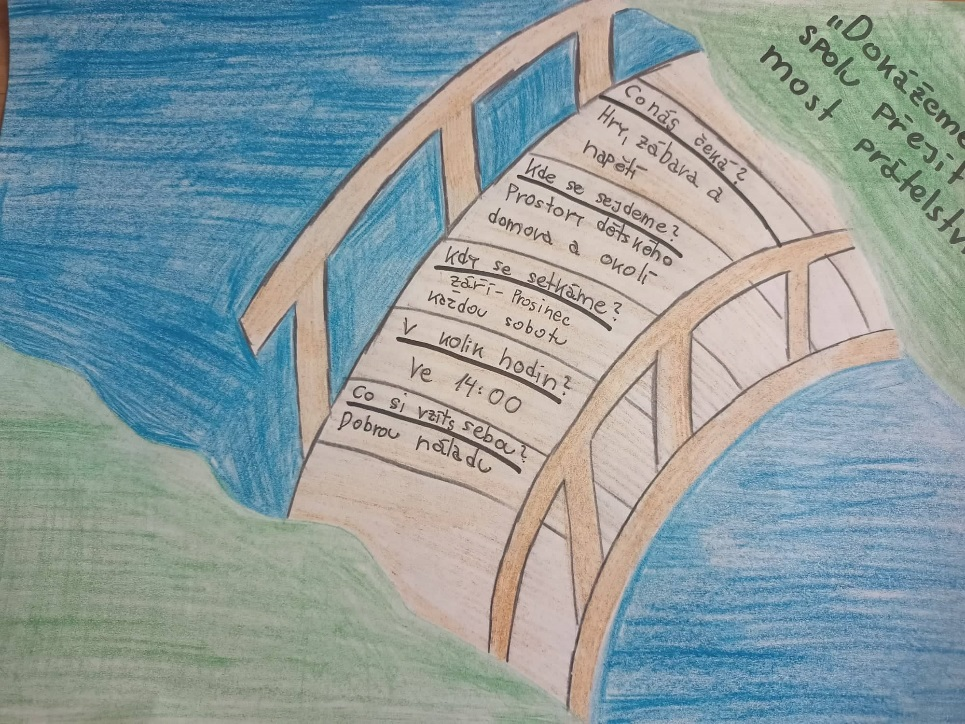 „Dokážeme
spolu přejít
most přátelství
Co nás čeká?
Hry, zábava a
napětí
Kde se sejdeme?
Prostory dětského
domova a okolí
Kdy se setkáme?
září - Prosinec
každou sobotu
V kolik hodin?
Ve 14:00
Co si vzít s sebou?
Dobrou náladu